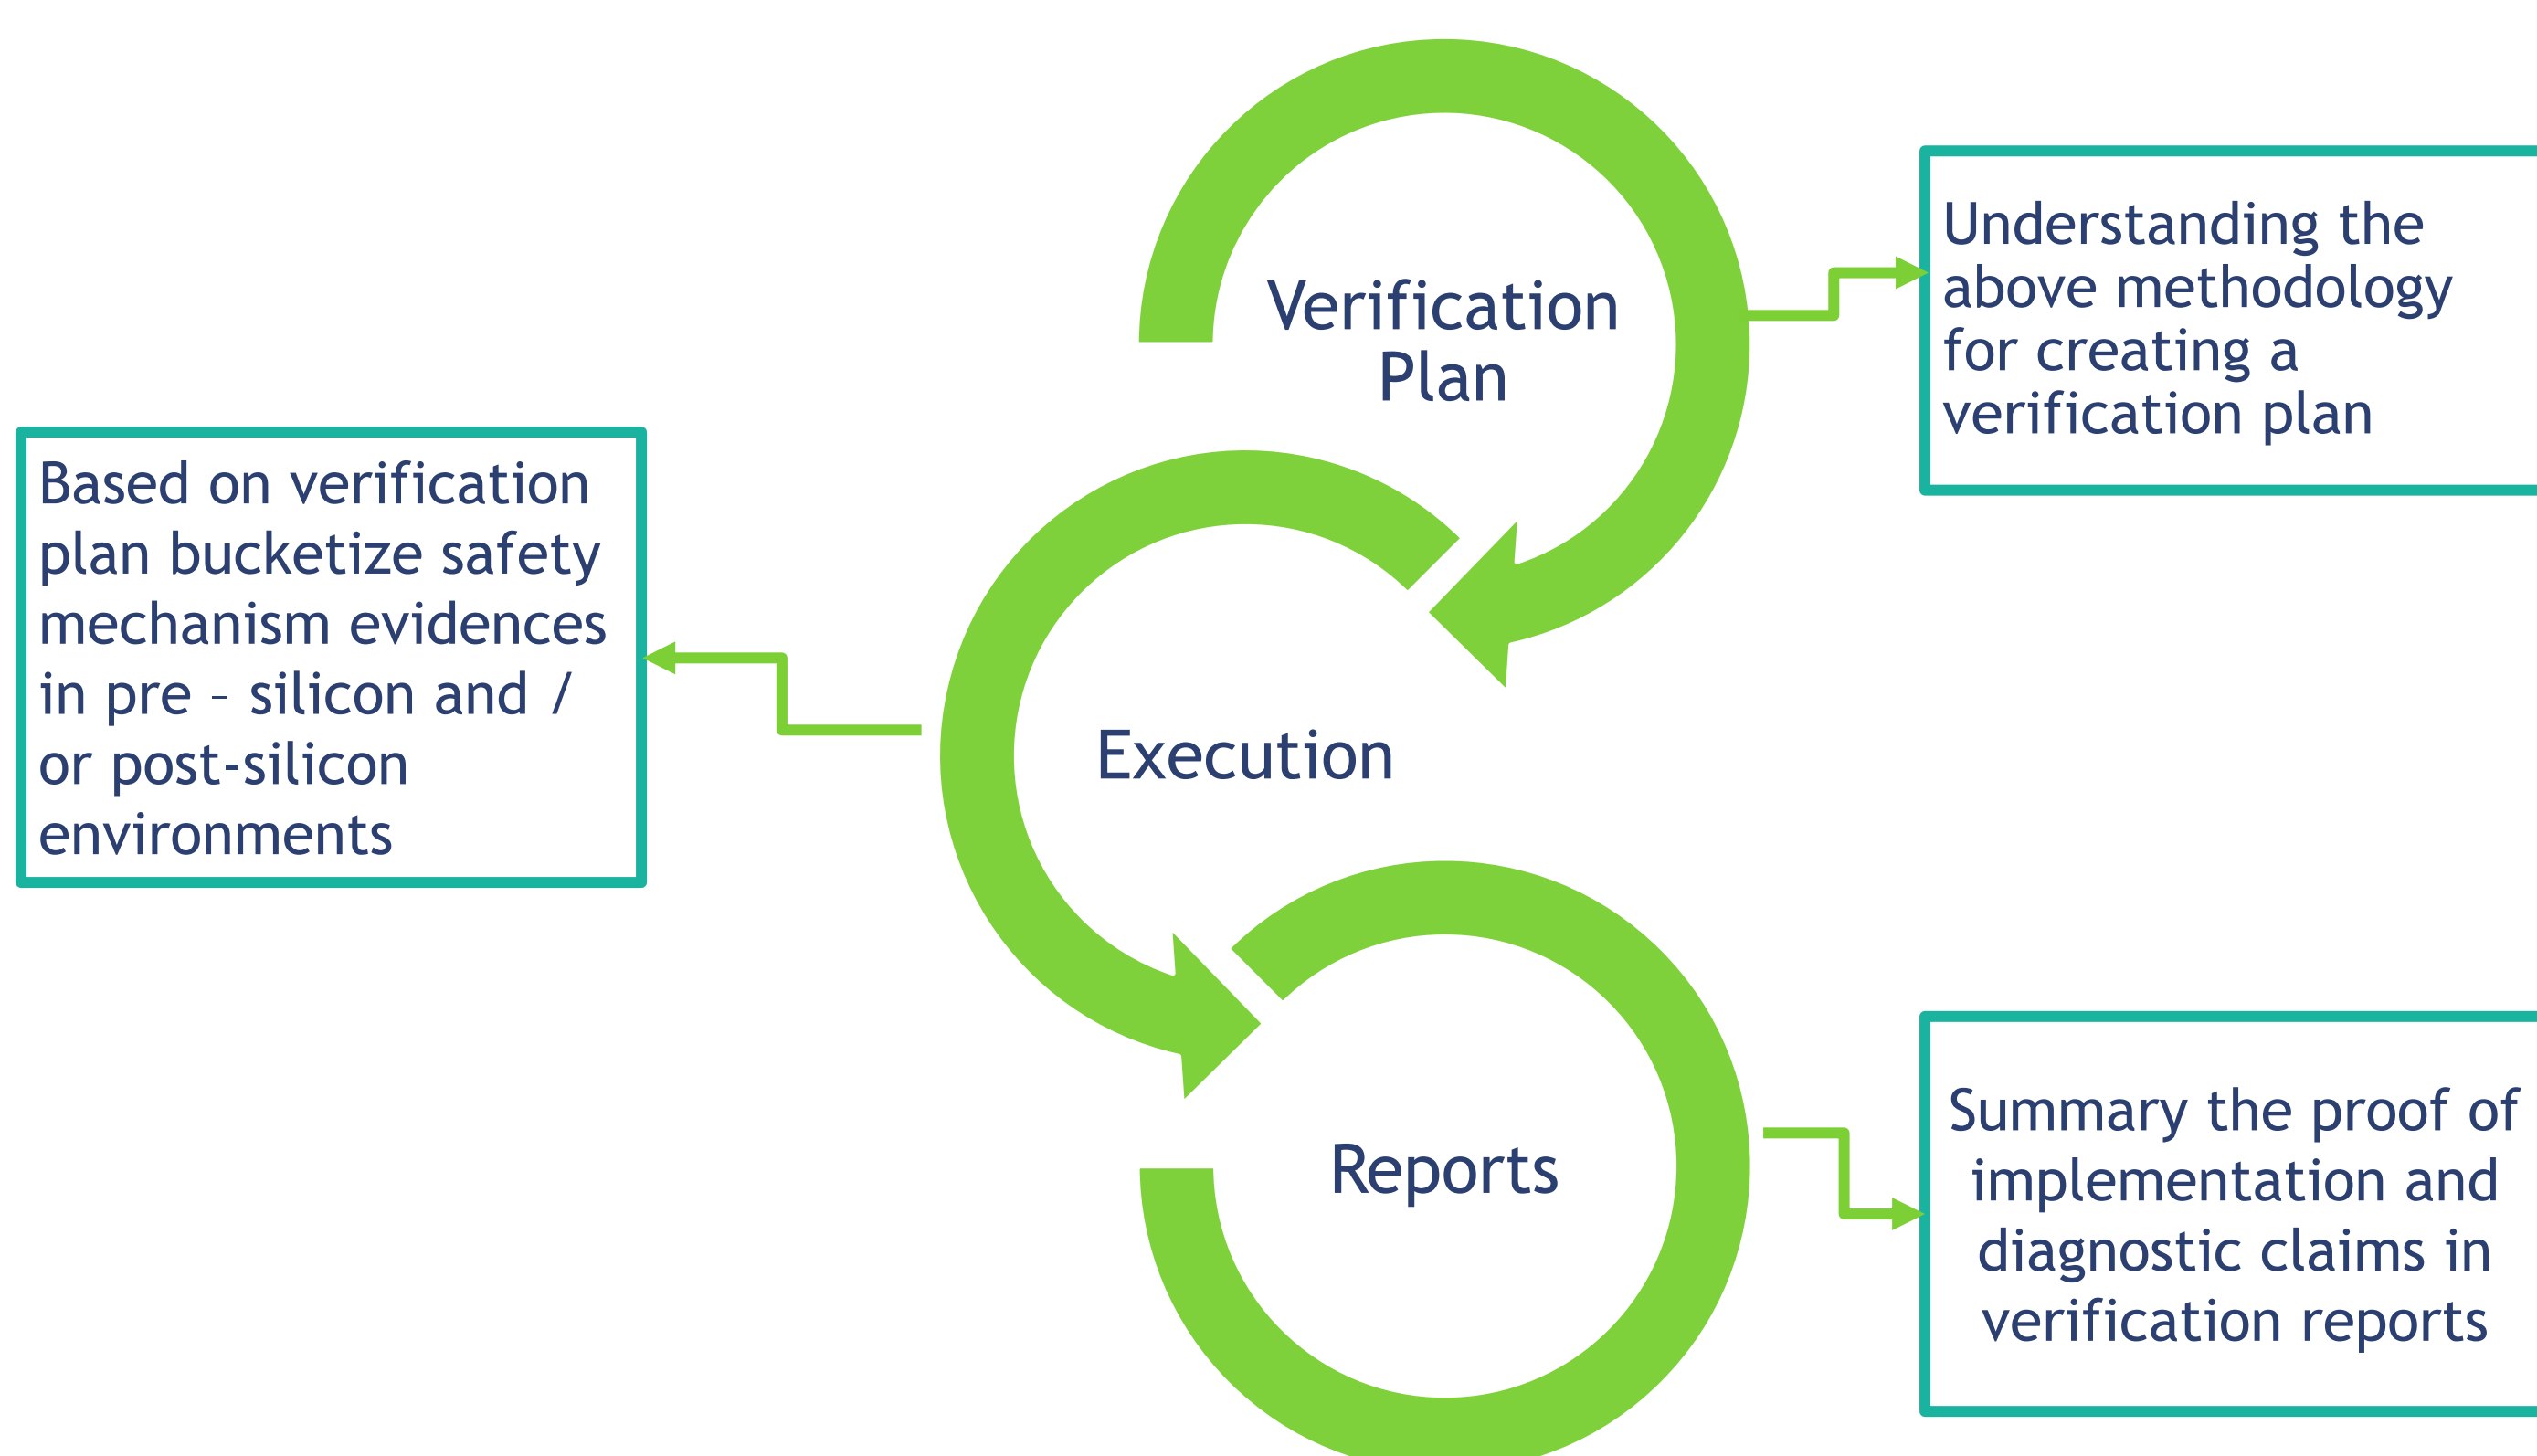 Verification
Plan
Understanding the
above methodology
for creating a
verification plan
Based on verification
plan bucketize safety
mechanism evidences
in pre – silicon and /
or post-silicon
environments
Execution
Reports
Summary the proof of
implementation and
diagnostic claims in
verification reports